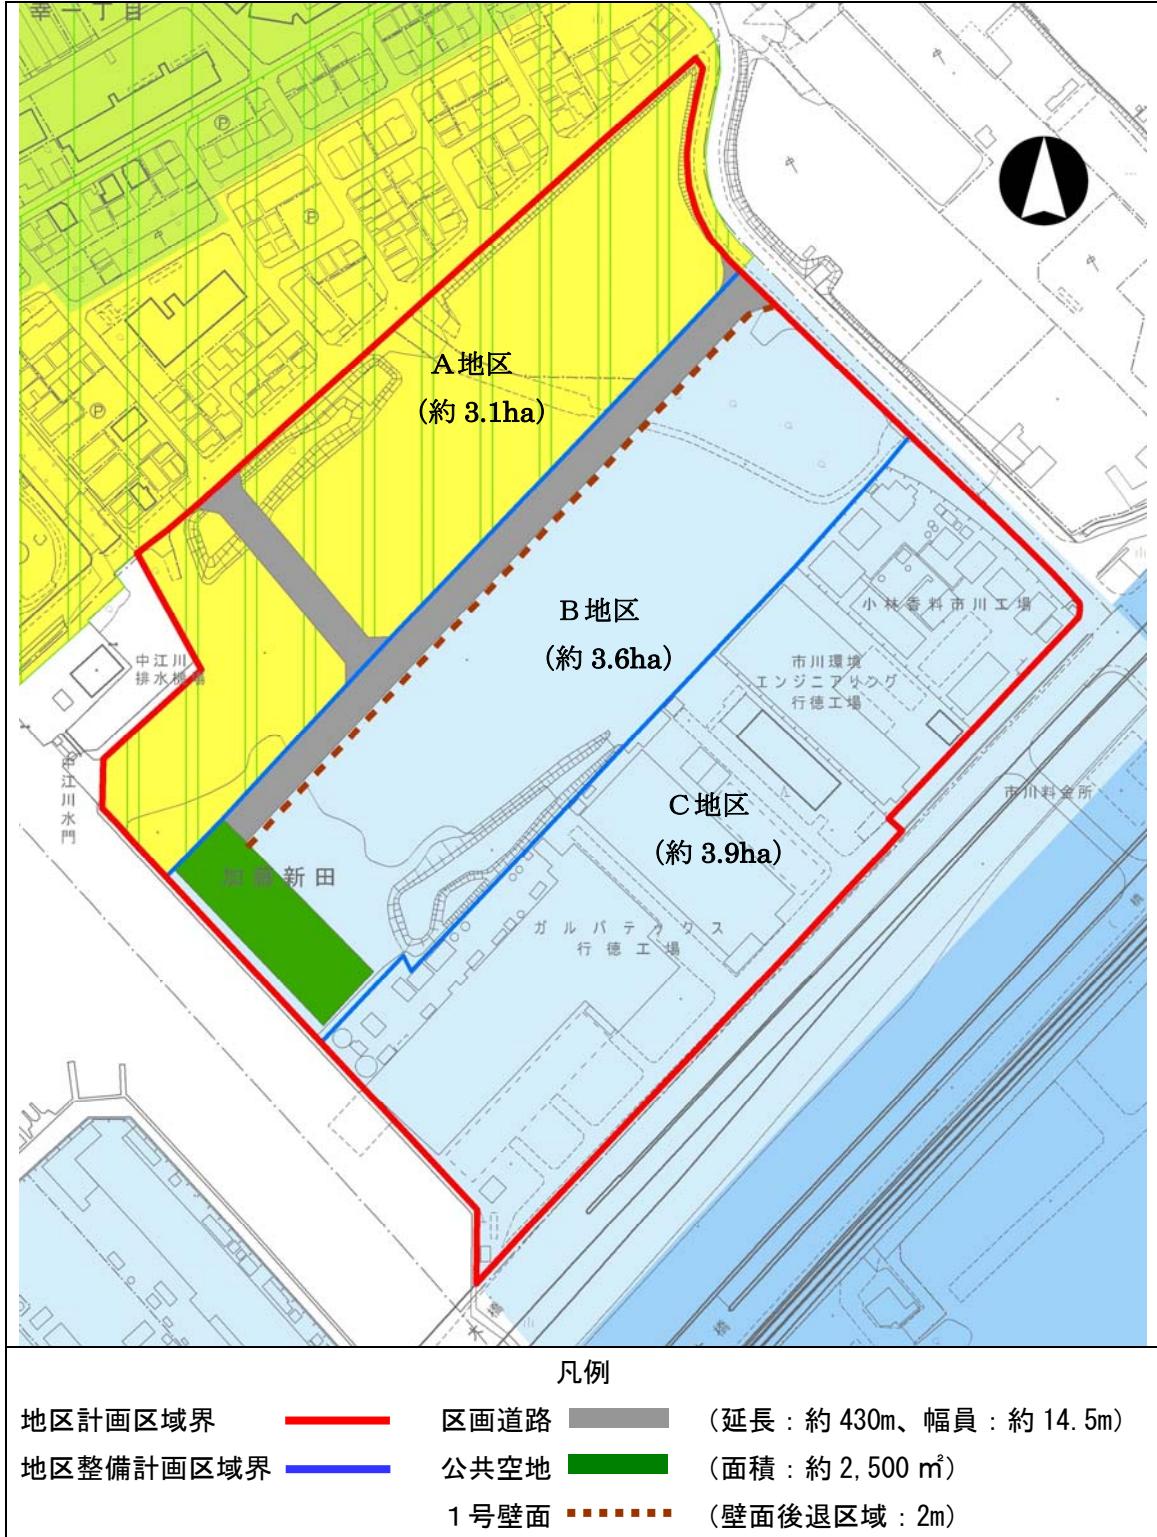 幸一丁目
A地区
(約 3.1ha)
B地区
(約 3.6ha)
小林香料市川工場
市川環境
エンジニアリング
行徳工場
中江川
排水機場
中江川水門
C地区
(約 3.9ha)
市川料金所
加藤新田
ガルバテックス
行徳工場
凡例
地区計画区域界
区画道路
(延長：約 430m、幅員：約 14.5m)
地区整備計画区域界
公共空地
(面積：約 2,500 ㎡)
１号壁面
(壁面後退区域：2m)